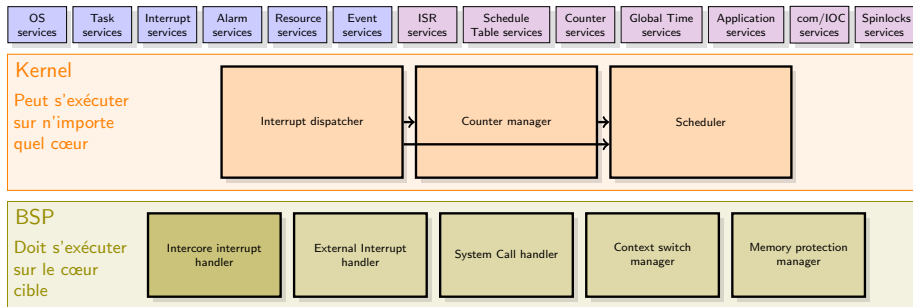 OS
services
Task
services
Interrupt
services
Alarm
services
Resource
services
Event
services
ISR
services
Schedule
Table services
Counter
services
Global Time
services
Application
services
com/IOC
services
Spinlocks
services
Kernel
Peut s'exécuter
sur n'importe
quel cœur
Interrupt dispatcher
Counter manager
Scheduler
BSP
Doit s'exécuter
sur le cœur
cible
Intercore interrupt
handler
External Interrupt
handler
System Call handler
Context switch
manager
Memory protection
manager